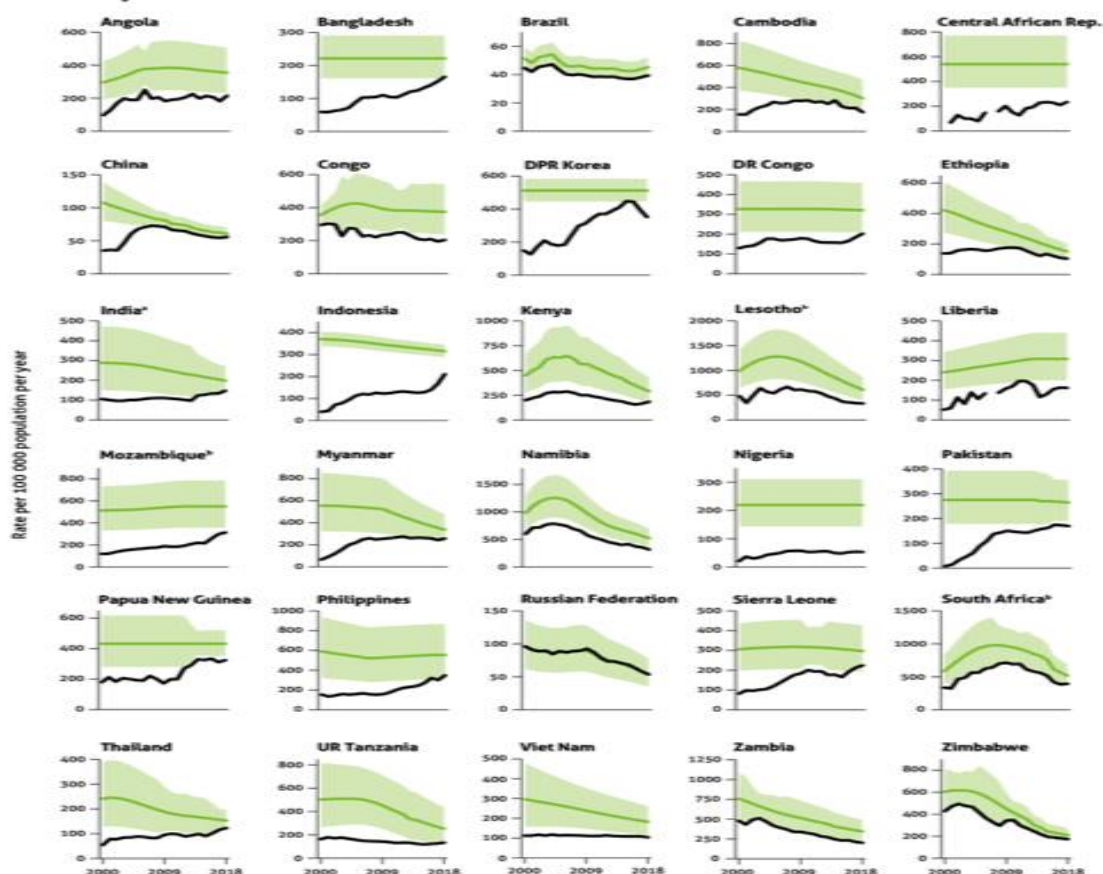 Angola Bangladesh Brazil Cambodia Central African Rep.
600 300 60 800 800
400 200 40 600 600
200 100 20 400 400
0 0 0 200 200
0 0
China Congo DPR Korea DR Congo Ethiopia
150 600 600 500 600
100 400 400 400 400
50 200 200 300 200
0 0 0 200 0
100
0
Indiaᵃ Indonesia Kenya Lesothoᵇ Liberia
500 400 1000 2000 500
400 300 750 1500 400
300 200 500 1000 300
200 100 250 500 200
100 0 0 0 100
0 0
Rate per 100 000 population per year
Mozambiqueᵇ Myanmar Namibia Nigeria Pakistan
800 800 1500 300 400
600 600 1000 200 300
400 400 500 100 200
200 200 0 0 100
0 0 0
Papua New Guinea Philippines Russian Federation Sierra Leone South Africaᵇ
600 1000 150 500 1500
400 800 100 400 1000
200 600 50 300 500
0 400 0 200 0
200 100
0 0
Thailand UR Tanzania Viet Nam Zambia Zimbabwe
400 800 500 1250 800
300 600 400 1000 600
200 400 300 750 400
100 200 200 500 200
0 0 100 250 0
0 0
2000 2009 2018 2000 2009 2018 2000 2009 2018 2000 2009 2018 2000 2009 2018